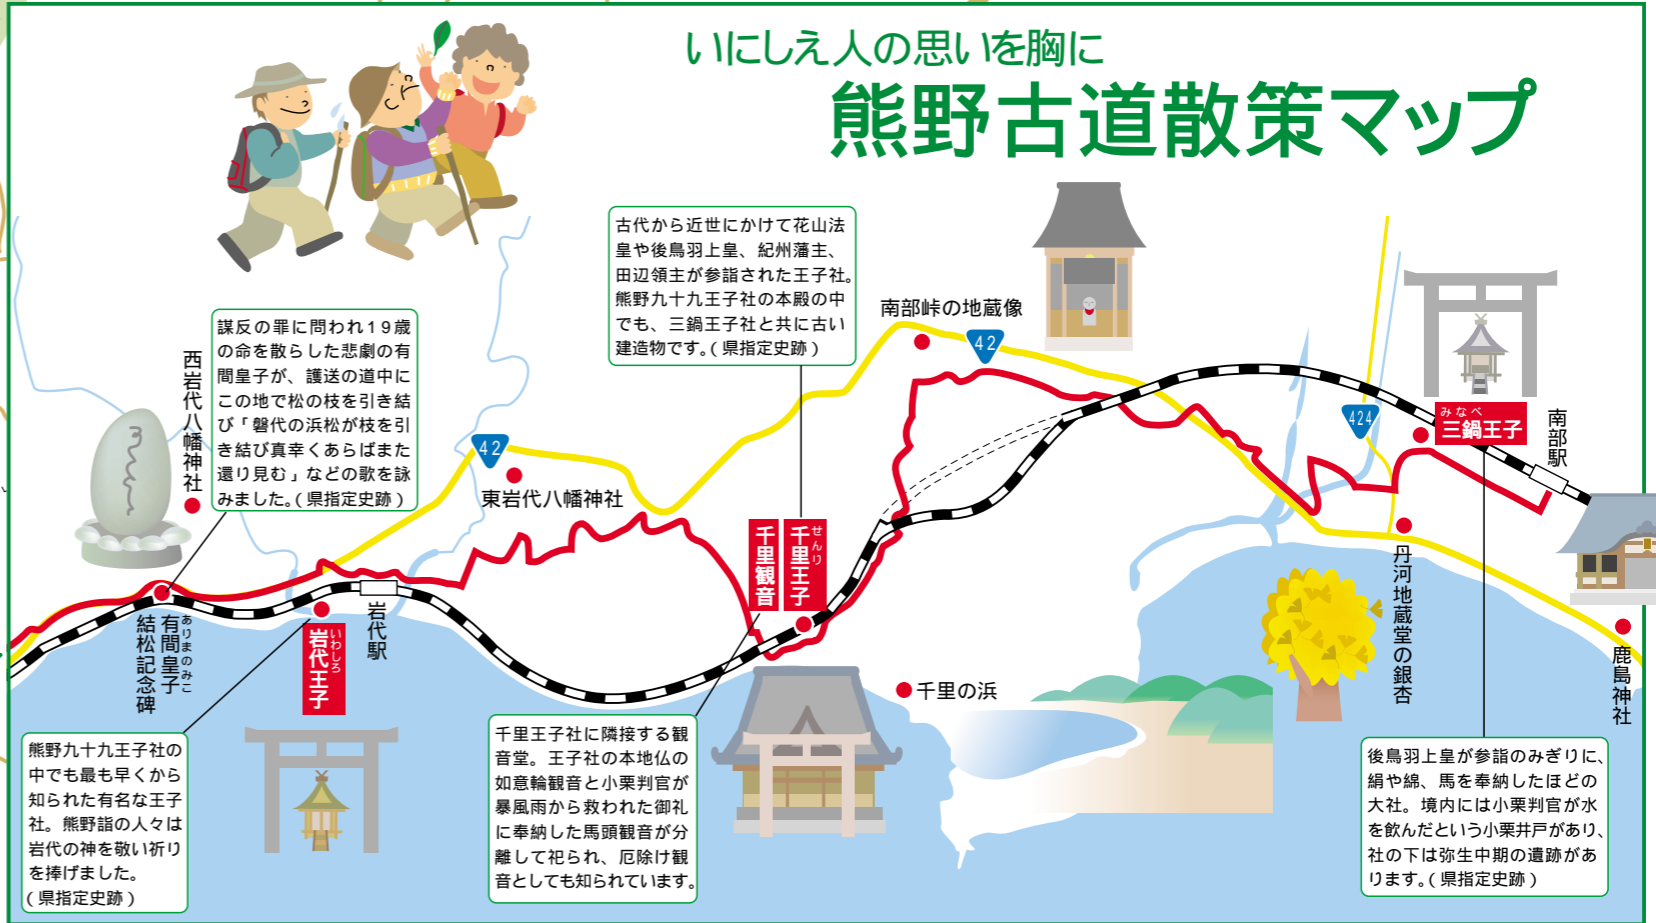 いにしえ人の思いを胸に
熊野古道散策マップ
古代から近世にかけて花山法
皇や後鳥羽上皇、紀州藩主、
田辺領主が参詣された王子社。
熊野九十九王子社の本殿の中
でも、三鍋王子社と共に古い
建造物です。(県指定史跡)
南部峠の地蔵像
42
謀反の罪に問われ19歳
の命を散らした悲劇の有
間皇子が、護送の道中に
この地で松の枝を引き結
び「磐代の浜松が枝を引
き結び真幸くあらばまた
還り見む」などの歌を詠
みました。(県指定史跡)
西岩代八幡神社
42
東岩代八幡神社
424
みなべ
三鍋王子
南部駅
千里観音
せんり
千里王子
丹河地蔵堂の銀杏
鹿島神社
ありまのみこ
有間皇子
結松記念碑
いわしろ
岩代王子
岩代駅
千里の浜
熊野九十九王子社の
中でも最も早くから
知られた有名な王子
社。熊野詣の人々は
岩代の神を敬い祈り
を捧げました。
(県指定史跡)
千里王子社に隣接する観
音堂。王子社の本地仏の
如意輪観音と小栗判官が
暴風雨から救われた御礼
に奉納した馬頭観音が分
離して祀られ、厄除け観
音としても知られています。
後鳥羽上皇が参詣のみぎりに、
絹や綿、馬を奉納したほどの
大社。境内には小栗判官が水
を飲んだという小栗井戸があり、
社の下は弥生中期の遺跡があ
ります。(県指定史跡)